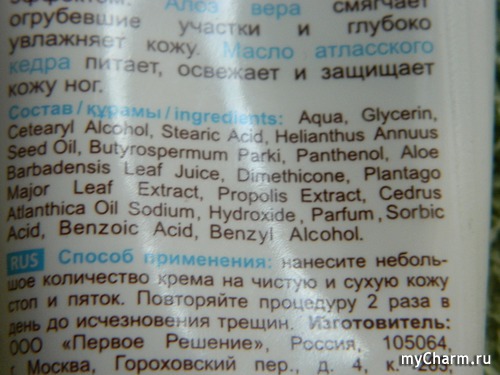 эффектом. Алоэ вера смягчает
огрубевшие участки и глубоко
увлажняет кожу. Масло атласского
кедра питает, освежает и защищает
кожу ног.
Состав/құрамы/ingredients: Aqua, Glycerin,
Cetearyl Alcohol, Stearic Acid, Helianthus Annuus
Seed Oil, Butyrospermum Parki, Panthenol, Aloe
Barbadensis Leaf Juice, Dimethicone, Plantago
Major Leaf Extract, Propolis Extract, Cedrus
Atlanthica Oil Sodium, Hydroxide, Parfum, Sorbic
Acid, Benzoic Acid, Benzyl Alcohol.
RUS Способ применения: нанесите неболь-
шое количество крема на чистую и сухую кожу
стоп и пяток. Повторяйте процедуру 2 раза в
день до исчезновения трещин. Изготовитель:
ООО «Первое Решение», Россия, 105064,
г. Москва, Гороховский пер., д. 4, к. 203,
myCharm.ru